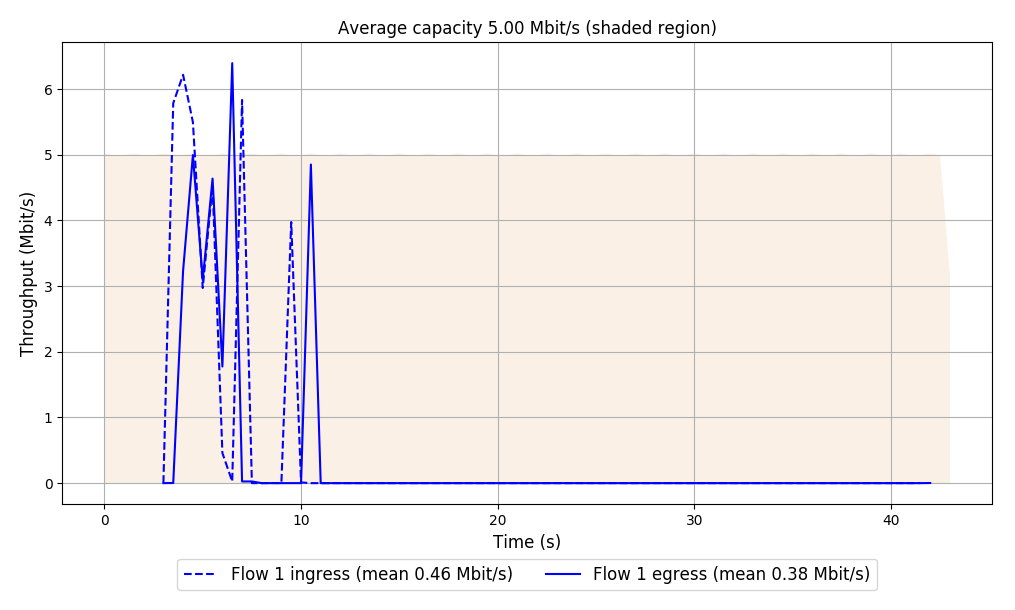 Average capacity 5.00 Mbit/s (shaded region)
Throughput (Mbit/s)
6
5
4
3
2
1
0
0 10 20 30 40
Time (s)
Flow 1 ingress (mean 0.46 Mbit/s) Flow 1 egress (mean 0.38 Mbit/s)